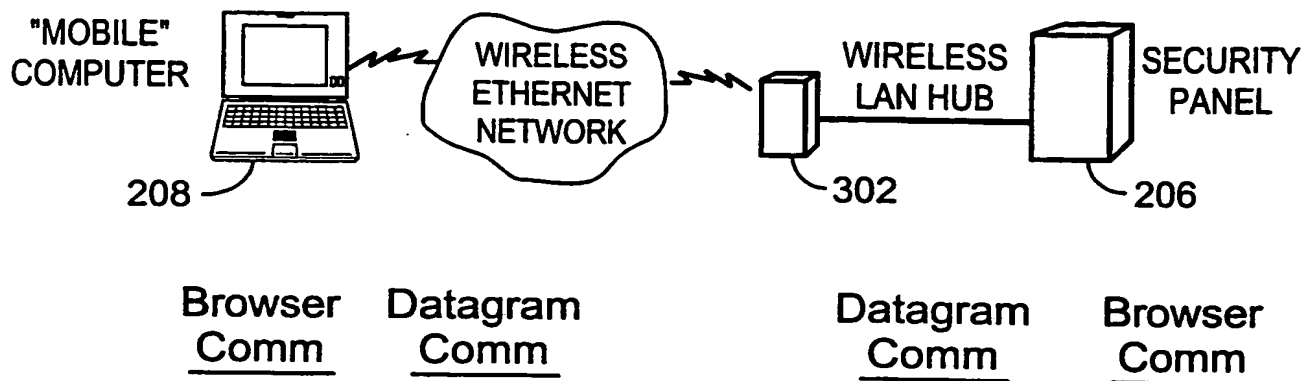 "MOBILE"
COMPUTER
WIRELESS
ETHERNET
NETWORK
WIRELESS
LAN HUB
SECURITY
PANEL
208
302
206
Browser
Comm
Datagram
Comm
Datagram
Comm
Browser
Comm